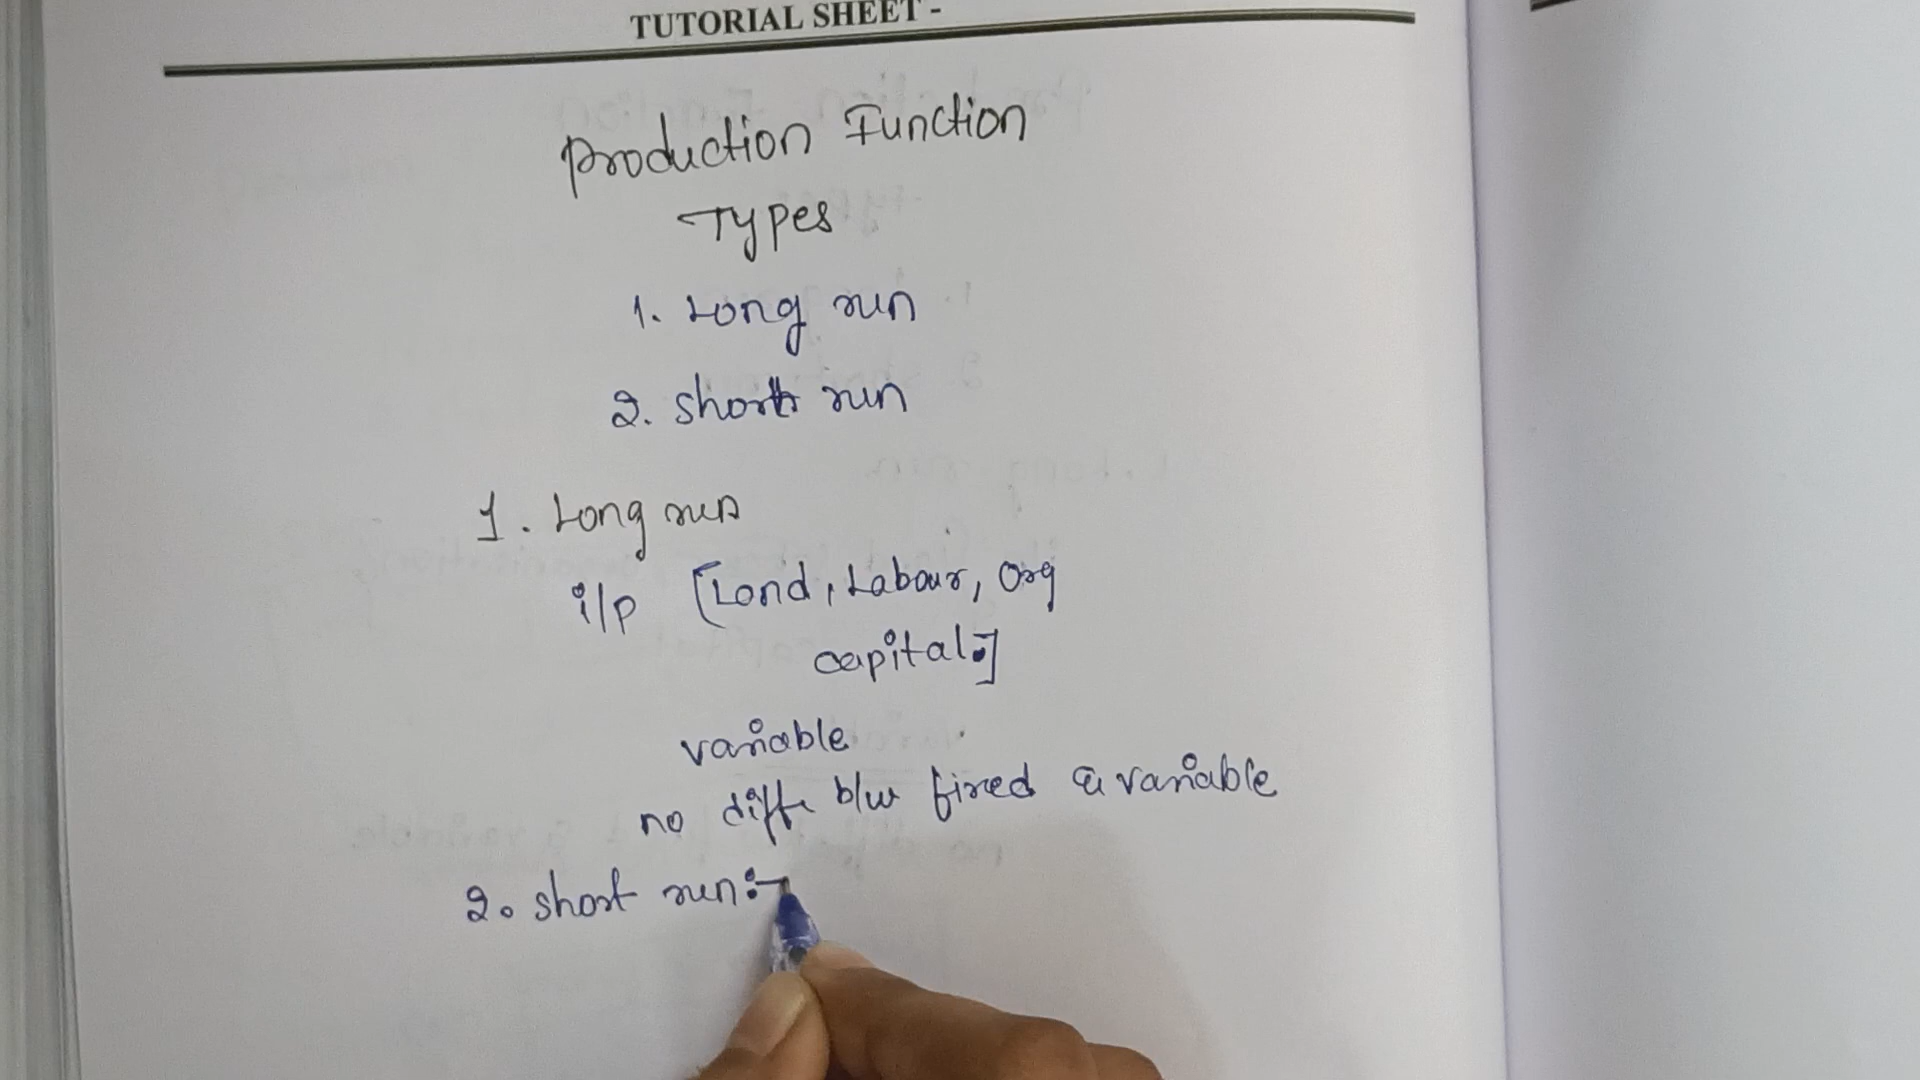 TUTORIAL SHEET -
Production Function
Types
1. Long run
2. short run
1. Long run
i/p [Land, Labour, Org
capital.]
variable
no diffr b/w fixed & variable
2. short run:-